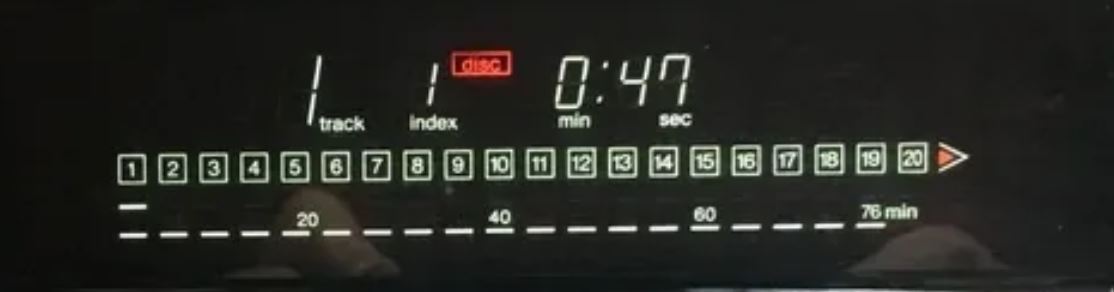 1 1 disc 0:47
track index min sec
1 2 3 4 5 6 7 8 9 10 11 12 13 14 15 16 17 18 19 20
20 40 60 76 min